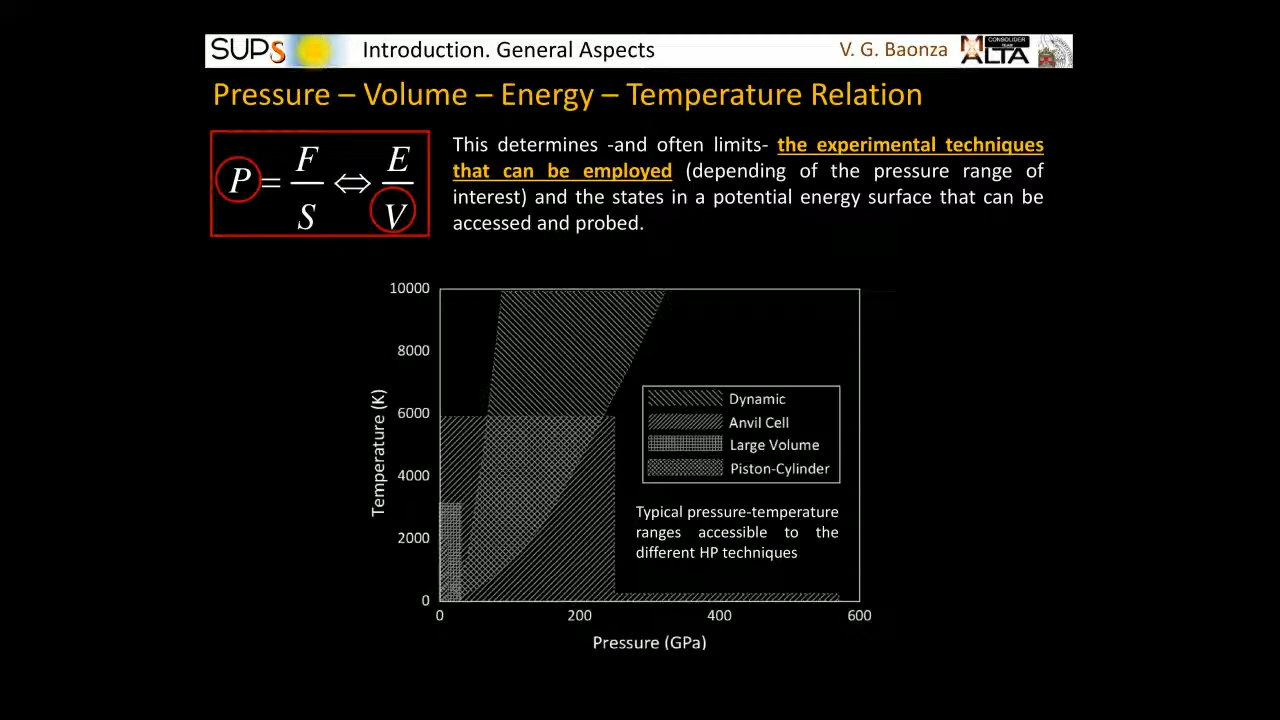 SUPS
Introduction. General Aspects
V. G. Baonza
CONSOLIDER
TEAM
MALTA
Pressure – Volume – Energy – Temperature Relation
P = F / S ⇔ E / V
This determines -and often limits- the experimental techniques
that can be employed (depending of the pressure range of
interest) and the states in a potential energy surface that can be
accessed and probed.
10000
8000
6000
4000
2000
0
Temperature (K)
Dynamic
Anvil Cell
Large Volume
Piston-Cylinder
Typical pressure-temperature
ranges accessible to the
different HP techniques
0
200
400
600
Pressure (GPa)